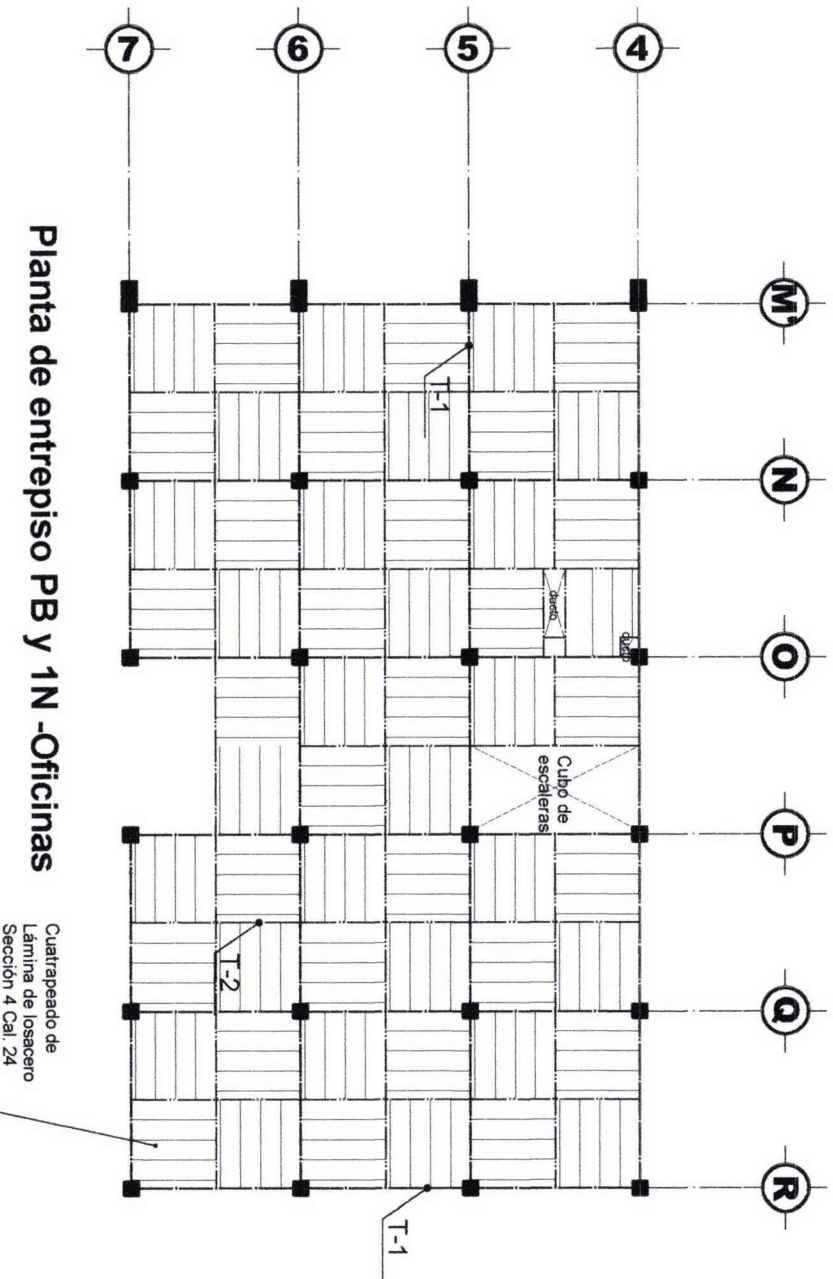 7
6
5
4
M'
N
O
P
Q
R
T-1
ducto
ducto
Cubo de
escaleras
T-2
T-1
Planta de entrepiso PB y 1N -Oficinas
Cuatrapeado de
Lámina de losacero
Sección 4 Cal. 24